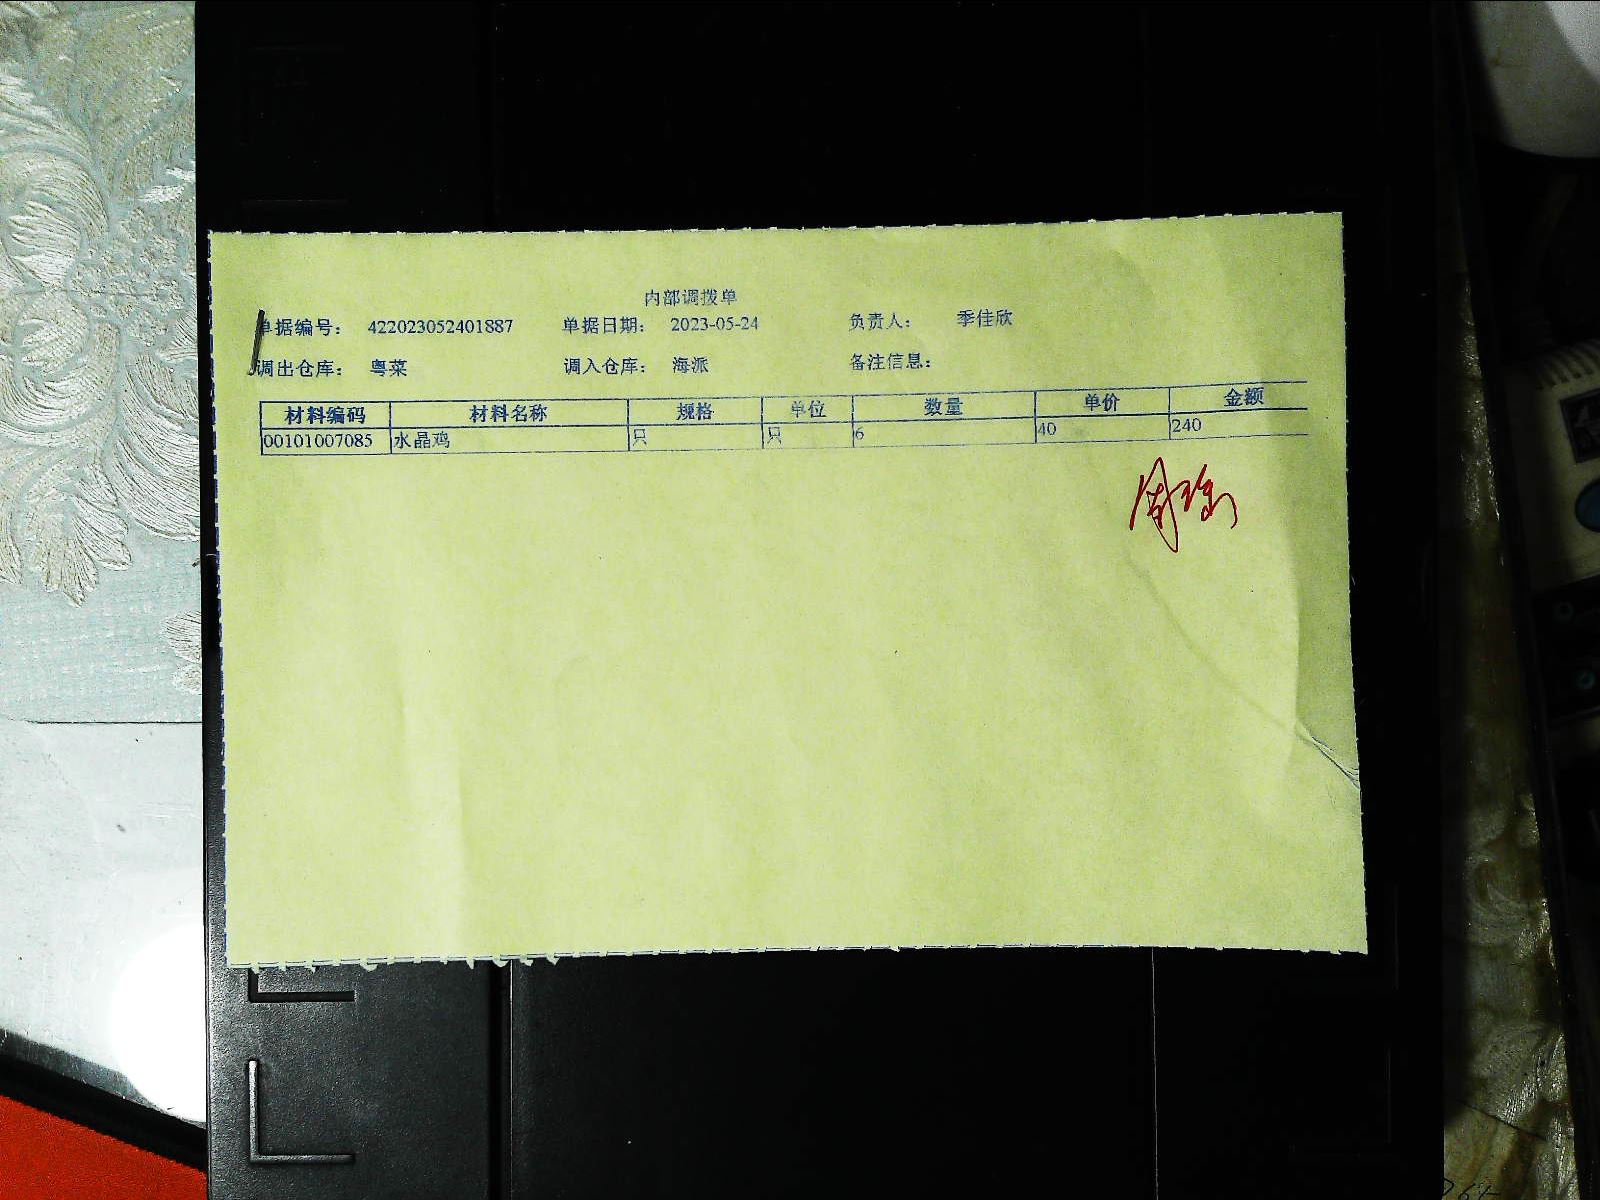 内部调拨单
单据编号： 422023052401887 单据日期： 2023-05-24 负责人： 季佳欣
调出仓库： 粤菜 调入仓库： 海派 备注信息：
材料编码 材料名称 规格 单位 数量 单价 金额
00101007085 水晶鸡 只 只 6 40 240